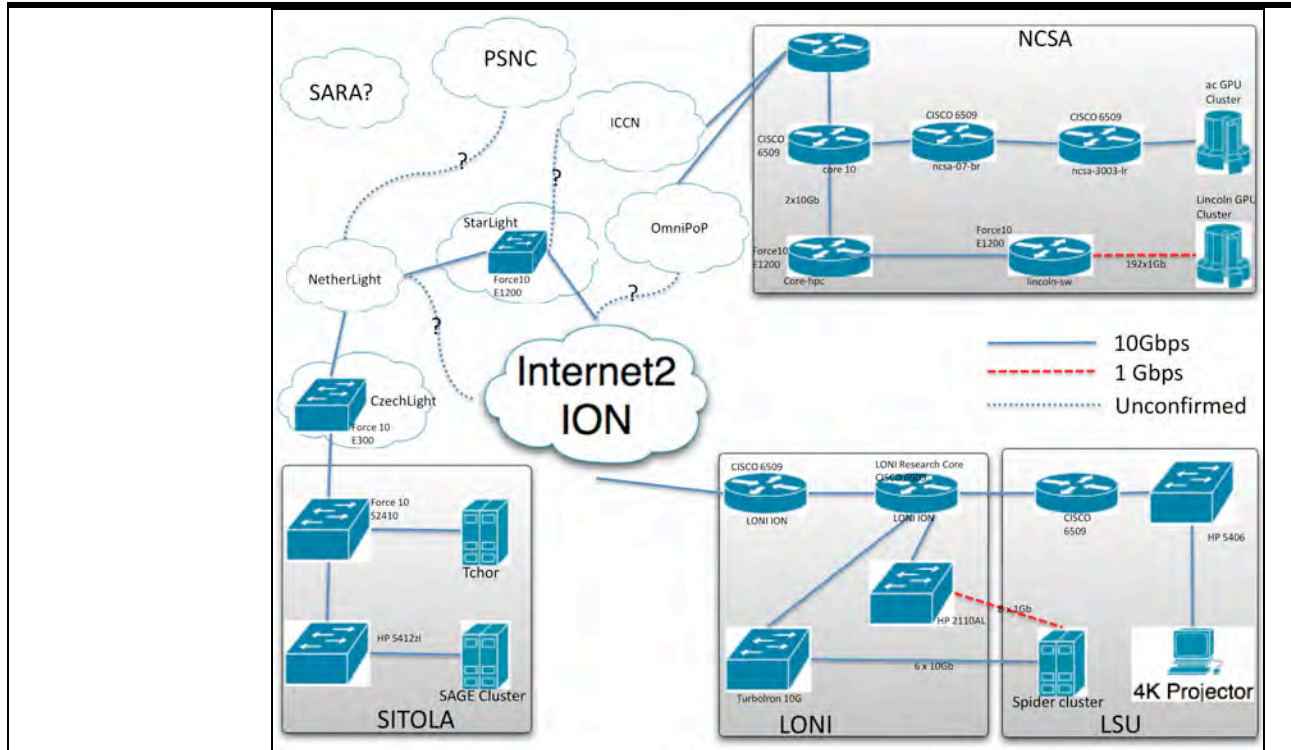 NCSA
PSNC
SARA?
ICCN
ac GPU
Cluster
CISCO 6509
CISCO 6509
CISCO
6509
core 10
ncsa-07-br
ncsa-3003-lr
?
?
2x10Gb
Lincoln GPU
Cluster
StarLight
OmniPoP
Force10
E1200
Force10
E1200
Core-hpc
lincoln-sw
192x1Gb
NetherLight
Force10
E1200
?
?
Internet2
ION
10Gbps
1 Gbps
Unconfirmed
CzechLight
Force 10
E300
CISCO 6509
LONI Research Core
CISCO 6509
LONI ION
LONI ION
CISCO
6509
HP 5406
Force 10
S2410
Tchor
HP 2110AL
8 x 1Gb
HP 5412zl
6 x 10Gb
SAGE Cluster
TurboIron 10G
Spider cluster
4K Projector
SITOLA
LONI
LSU